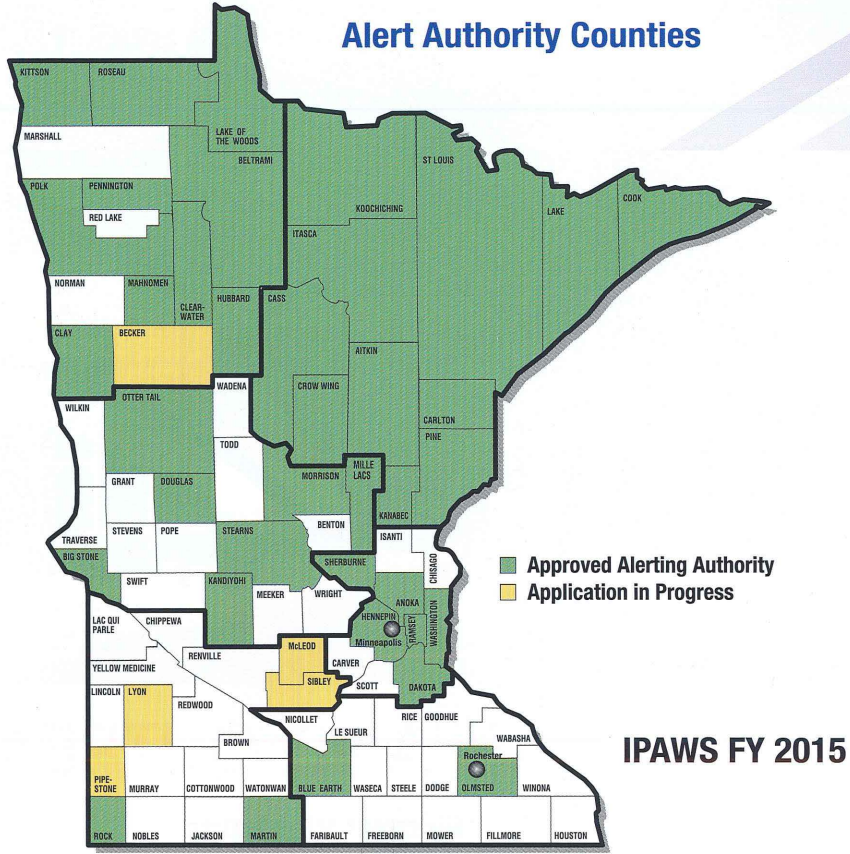 Alert Authority Counties
KITTSON
ROSEAU
LAKE OF
THE WOODS
MARSHALL
BELTRAMI
ST LOUIS
POLK
PENNINGTON
RED LAKE
KOOCHICHING
LAKE
COOK
ITASCA
NORMAN
MAHNOMEN
CLEAR-
WATER
HUBBARD
CASS
CLAY
BECKER
AITKIN
WADENA
CROW WING
OTTER TAIL
WILKIN
CARLTON
PINE
TODD
MORRISON
MILLE
LACS
GRANT
DOUGLAS
KANABEC
BENTON
TRAVERSE
STEVENS
POPE
STEARNS
ISANTI
CHISAGO
BIG STONE
SHERBURNE
Approved Alerting Authority
Application in Progress
SWIFT
KANDIYOHI
MEEKER
WRIGHT
ANOKA
HENNEPIN
RAMSEY
WASHINGTON
Minneapolis
LAC QUI
PARLE
CHIPPEWA
RENVILLE
McLEOD
CARVER
YELLOW MEDICINE
SIBLEY
SCOTT
DAKOTA
LINCOLN
LYON
REDWOOD
NICOLLET
LE SUEUR
RICE
GOODHUE
BROWN
WABASHA
IPAWS FY 2015
Rochester
PIPE-
STONE
MURRAY
COTTONWOOD
WATONWAN
BLUE EARTH
WASECA
STEELE
DODGE
OLMSTED
WINONA
ROCK
NOBLES
JACKSON
MARTIN
FARIBAULT
FREEBORN
MOWER
FILLMORE
HOUSTON